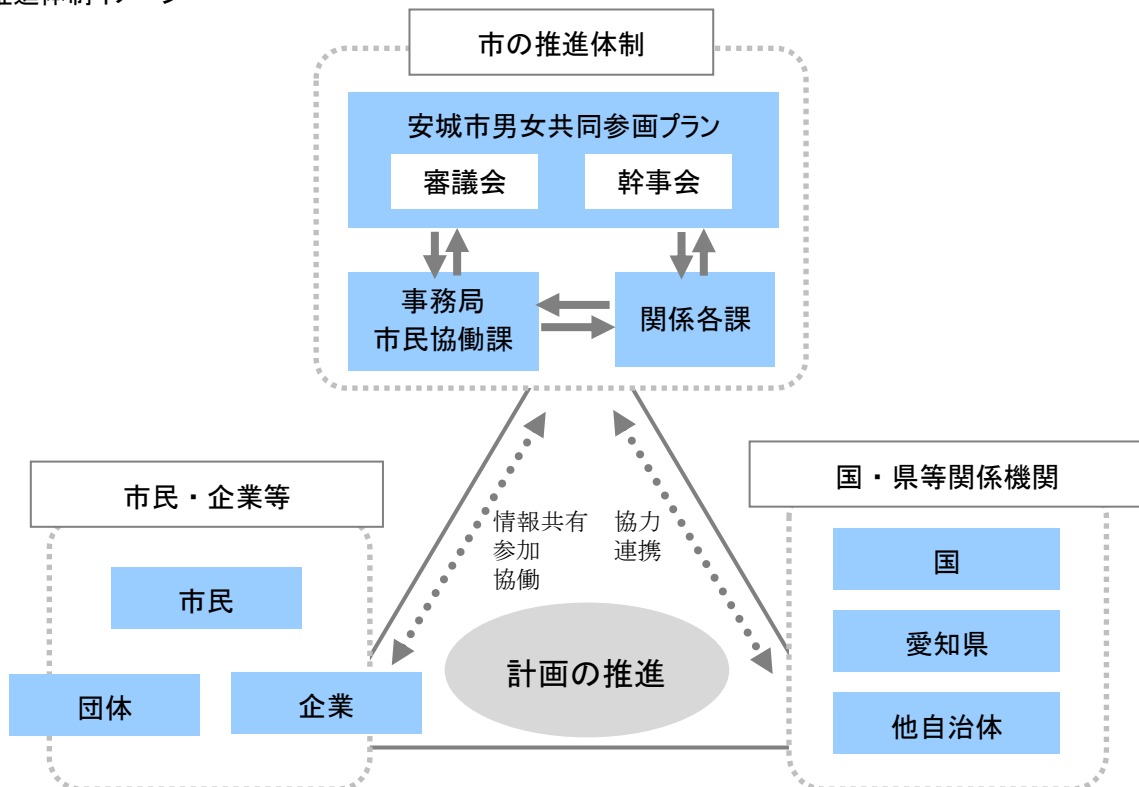 市の推進体制
安城市男女共同参画プラン
審議会
幹事会
事務局
市民協働課
関係各課
市民・企業等
市民
団体
企業
情報共有
参加
協働
協力
連携
計画の推進
国・県等関係機関
国
愛知県
他自治体